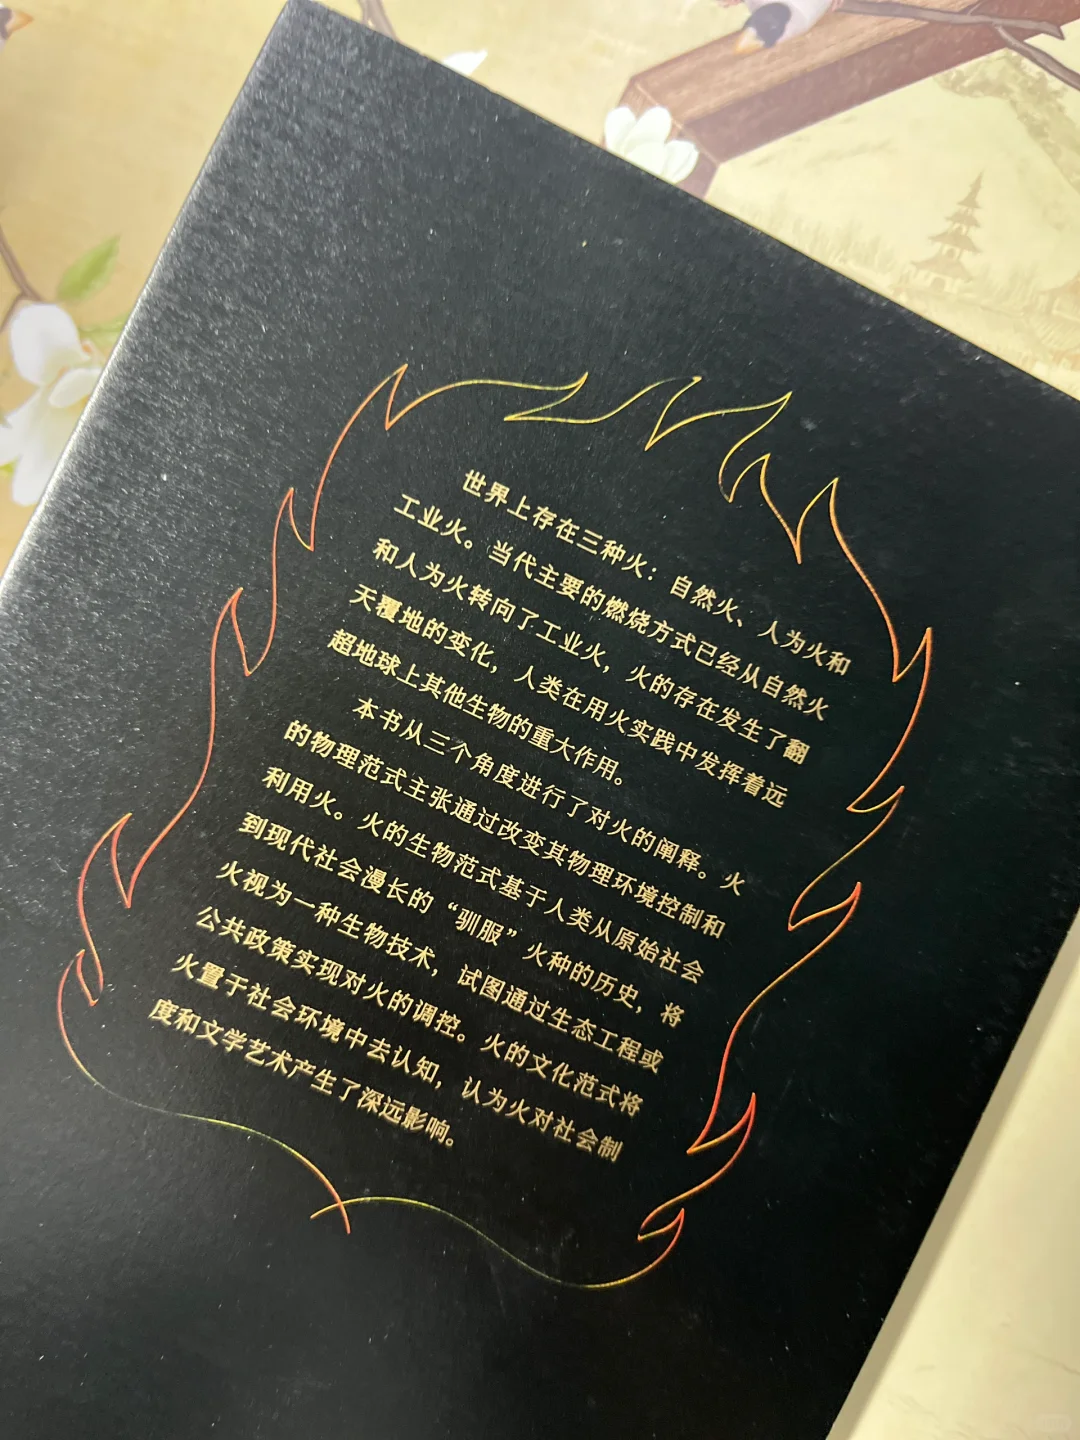 世界上存在三种火：自然火、人为火和
工业火。当代主要的燃烧方式已经从自然火
和人为火转向了工业火，火的存在发生了翻
天覆地的变化，人类在用火实践中发挥着远
超地球上其他生物的重大作用。
本书从三个角度进行了对火的阐释。火
的物理范式主张通过改变其物理环境控制和
利用火。火的生物范式基于人类从原始社会
到现代社会漫长的“驯服”火种的历史，将
火视为一种生物技术，试图通过生态工程或
公共政策实现对火的调控。火的文化范式将
火置于社会环境中去认知，认为火对社会制
度和文学艺术产生了深远影响。